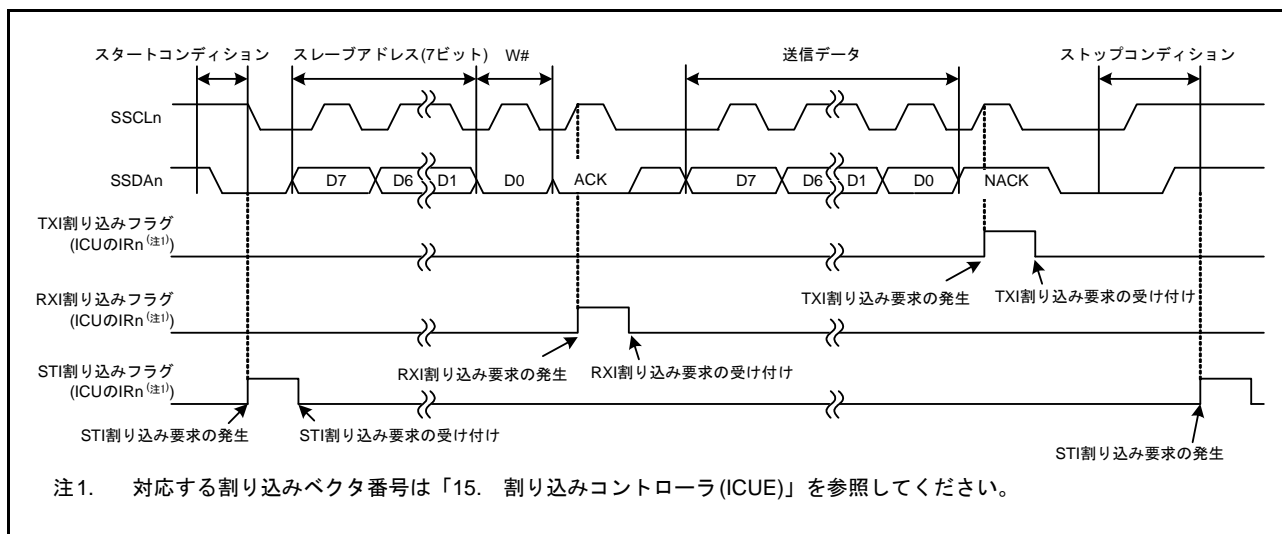 スタートコンディション スレーブアドレス(7ビット) W# 送信データ ストップコンディション
SSCLn
SSDAn D7 D6 D1 D0 ACK D7 D6 D1 D0 NACK
TXI割り込みフラグ
(ICUのIRn(注1))
TXI割り込み要求の発生 TXI割り込み要求の受け付け
RXI割り込みフラグ
(ICUのIRn(注1))
RXI割り込み要求の発生 RXI割り込み要求の受け付け
STI割り込みフラグ
(ICUのIRn(注1))
STI割り込み要求の発生 STI割り込み要求の受け付け
STI割り込み要求の発生
注1. 対応する割り込みベクタ番号は「15. 割り込みコントローラ(ICUE)」を参照してください。